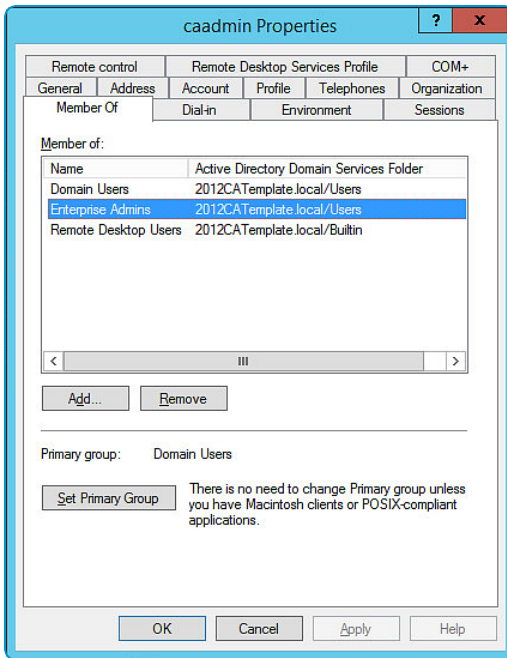 caadmin Properties
? x
Remote control Remote Desktop Services Profile COM+
General Address Account Profile Telephones Organization
Member Of Dial-in Environment Sessions
Member of:
Name Active Directory Domain Services Folder
Domain Users 2012CATemplate.local/Users
Enterprise Admins 2012CATemplate.local/Users
Remote Desktop Users 2012CATemplate.local/Builtin
Add... Remove
Primary group: Domain Users
Set Primary Group
There is no need to change Primary group unless
you have Macintosh clients or POSIX-compliant
applications.
OK Cancel Apply Help